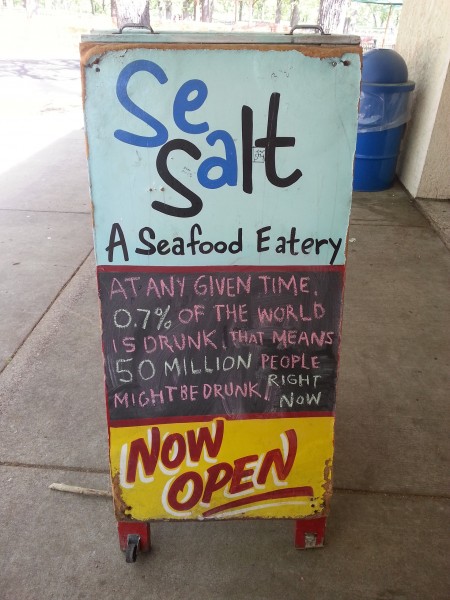 Sea
Salt
A Seafood Eatery
AT ANY GIVEN TIME,
0.7% OF THE WORLD
IS DRUNK, THAT MEANS
50 MILLION PEOPLE
MIGHT BE DRUNK RIGHT
NOW
NOW
OPEN